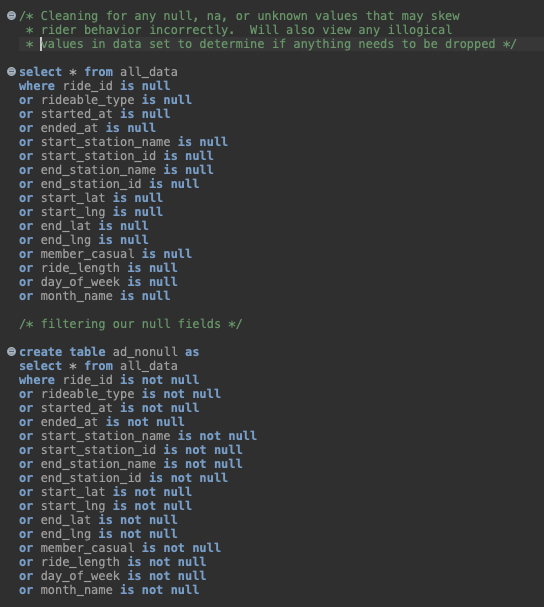 /* Cleaning for any null, na, or unknown values that may skew
* rider behavior incorrectly.  Will also view any illogical
* values in data set to determine if anything needs to be dropped */
select * from all_data
where ride_id is null
or rideable_type is null
or started_at is null
or ended_at is null
or start_station_name is null
or start_station_id is null
or end_station_name is null
or end_station_id is null
or start_lat is null
or start_lng is null
or end_lat is null
or end_lng is null
or member_casual is null
or ride_length is null
or day_of_week is null
or month_name is null
/* filtering our null fields */
create table ad_nonull as
select * from all_data
where ride_id is not null
or rideable_type is not null
or started_at is not null
or ended_at is not null
or start_station_name is not null
or start_station_id is not null
or end_station_name is not null
or end_station_id is not null
or start_lat is not null
or start_lng is not null
or end_lat is not null
or end_lng is not null
or member_casual is not null
or ride_length is not null
or day_of_week is not null
or month_name is not null